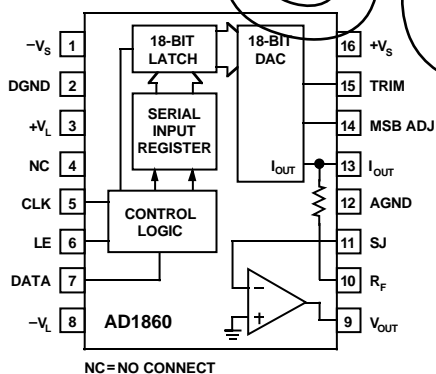 −VS 1
DGND 2
+VL 3
NC 4
CLK 5
LE 6
DATA 7
−VL 8
18-BIT
LATCH
SERIAL
INPUT
REGISTER
CONTROL
LOGIC
AD1860
18-BIT
DAC
IOUT
−
+
16 +VS
15 TRIM
14 MSB ADJ
13 IOUT
12 AGND
11 SJ
10 RF
9 VOUT
NC = NO CONNECT